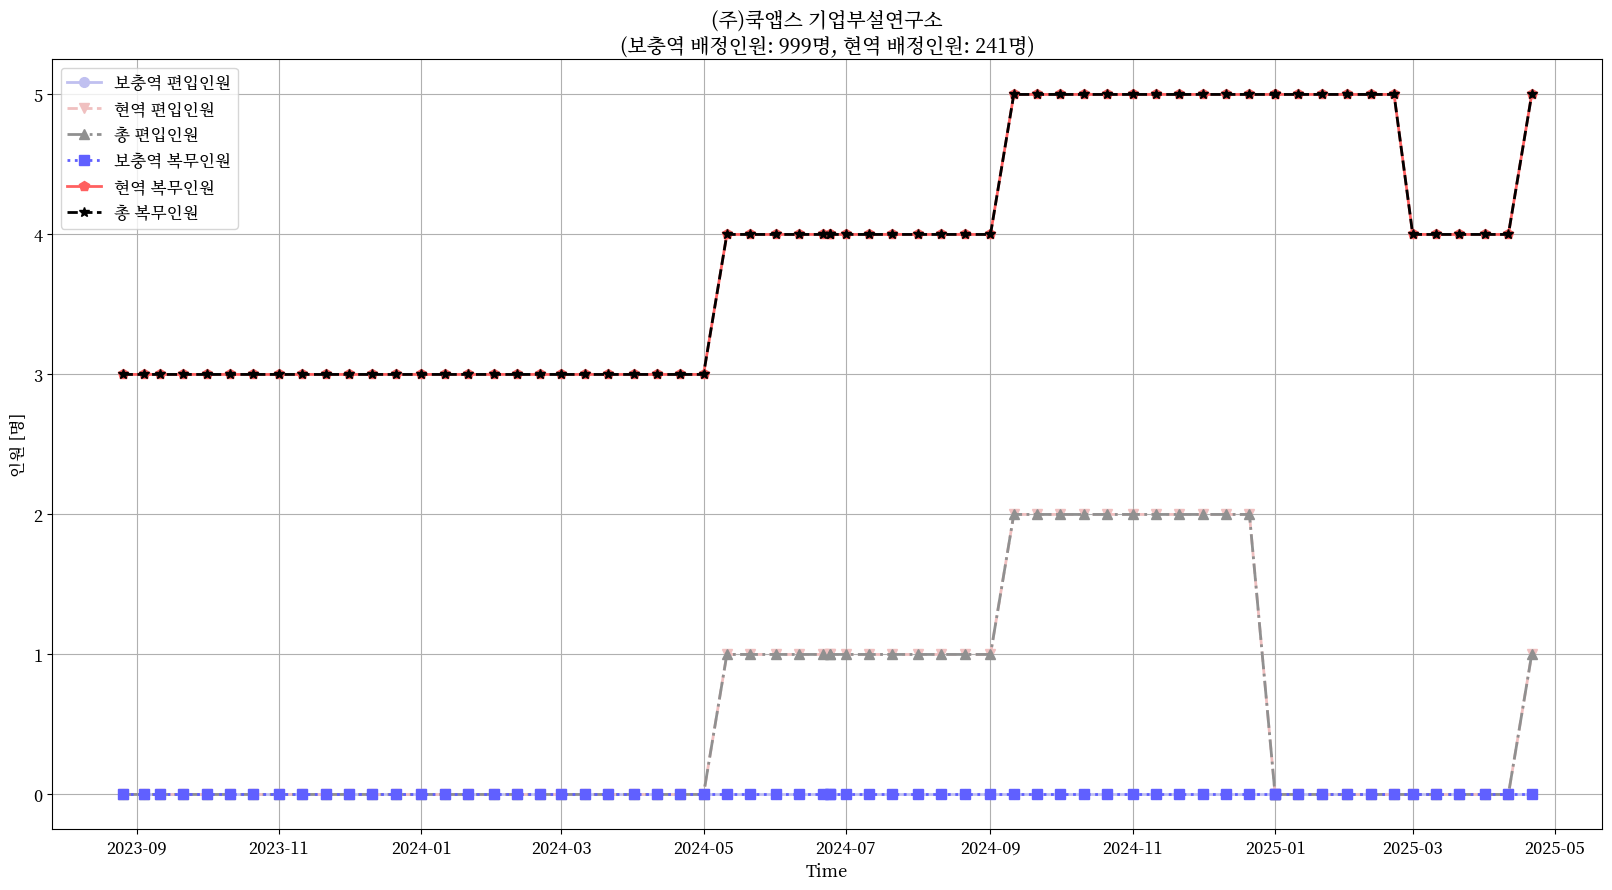 (주)쿡앱스 기업부설연구소
(보충역 배정인원: 999명, 현역 배정인원: 241명)
보충역 편입인원
현역 편입인원
총 편입인원
보충역 복무인원
현역 복무인원
총 복무인원
인원 [명]
5
4
3
2
1
0
2023-09 2023-11 2024-01 2024-03 2024-05 2024-07 2024-09 2024-11 2025-01 2025-03 2025-05
Time